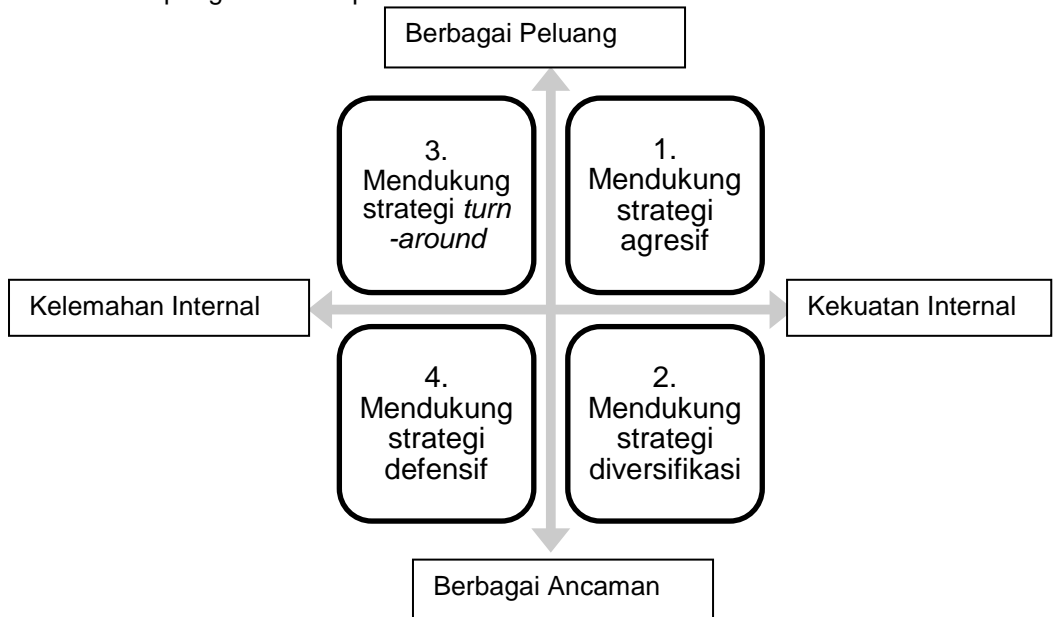 Berbagai Peluang
3.
Mendukung
strategi turn
-around
1.
Mendukung
strategi
agresif
Kelemahan Internal
Kekuatan Internal
4.
Mendukung
strategi
defensif
2.
Mendukung
strategi
diversifikasi
Berbagai Ancaman